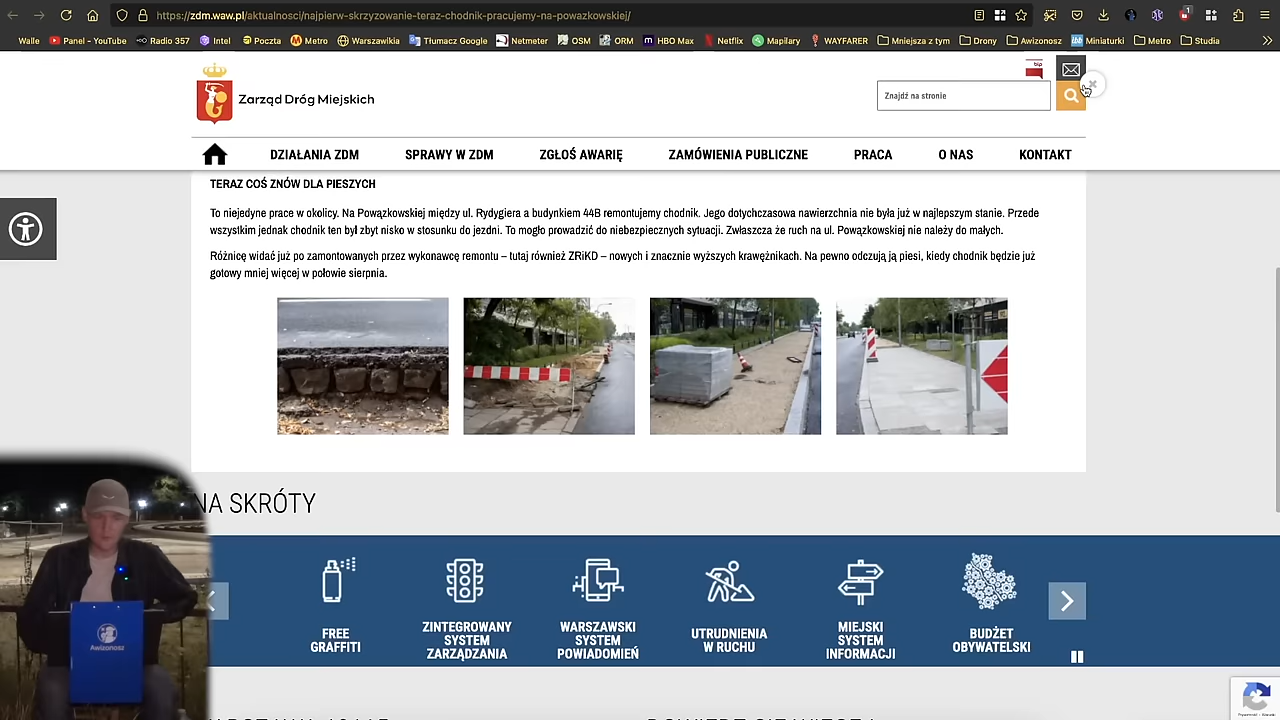 https://zdm.waw.pl/aktualnosci/najpierw-skrzyzowanie-teraz-chodnik-pracujemy-na-powazkowskiej/
Walle Panel - YouTube Radio 357 Intel Poczta Metro Warszawikia Tłumacz Google Netmeter OSM ORM HBO Max Netflix Mapilary WAYFARER Mniejsza z tym Drony Awizonosz Miniaturki Metro Studia
bip
Zarząd Dróg Miejskich
Znajdź na stronie
DZIAŁANIA ZDM SPRAWY W ZDM ZGŁOŚ AWARIĘ ZAMÓWIENIA PUBLICZNE PRACA O NAS KONTAKT
TERAZ COŚ ZNÓW DLA PIESZYCH
To niejedyne prace w okolicy. Na Powązkowskiej między ul. Rydygiera a budynkiem 44B remontujemy chodnik. Jego dotychczasowa nawierzchnia nie była już w najlepszym stanie. Przede
wszystkim jednak chodnik ten był zbyt nisko w stosunku do jezdni. To mogło prowadzić do niebezpiecznych sytuacji. Zwłaszcza że ruch na ul. Powązkowskiej nie należy do małych.
Różnicę widać już po zamontowanych przez wykonawcę remontu – tutaj również ZRiKD – nowych i znacznie wyższych krawężnikach. Na pewno odczują ją piesi, kiedy chodnik będzie już
gotowy mniej więcej w połowie sierpnia.
NA SKRÓTY
FREE
GRAFFITI
ZINTEGROWANY
SYSTEM
ZARZĄDZANIA
WARSZAWSKI
SYSTEM
POWIADOMIEŃ
UTRUDNIENIA
W RUCHU
MIEJSKI
SYSTEM
INFORMACJI
BUDŻET
OBYWATELSKI
Awizonosz